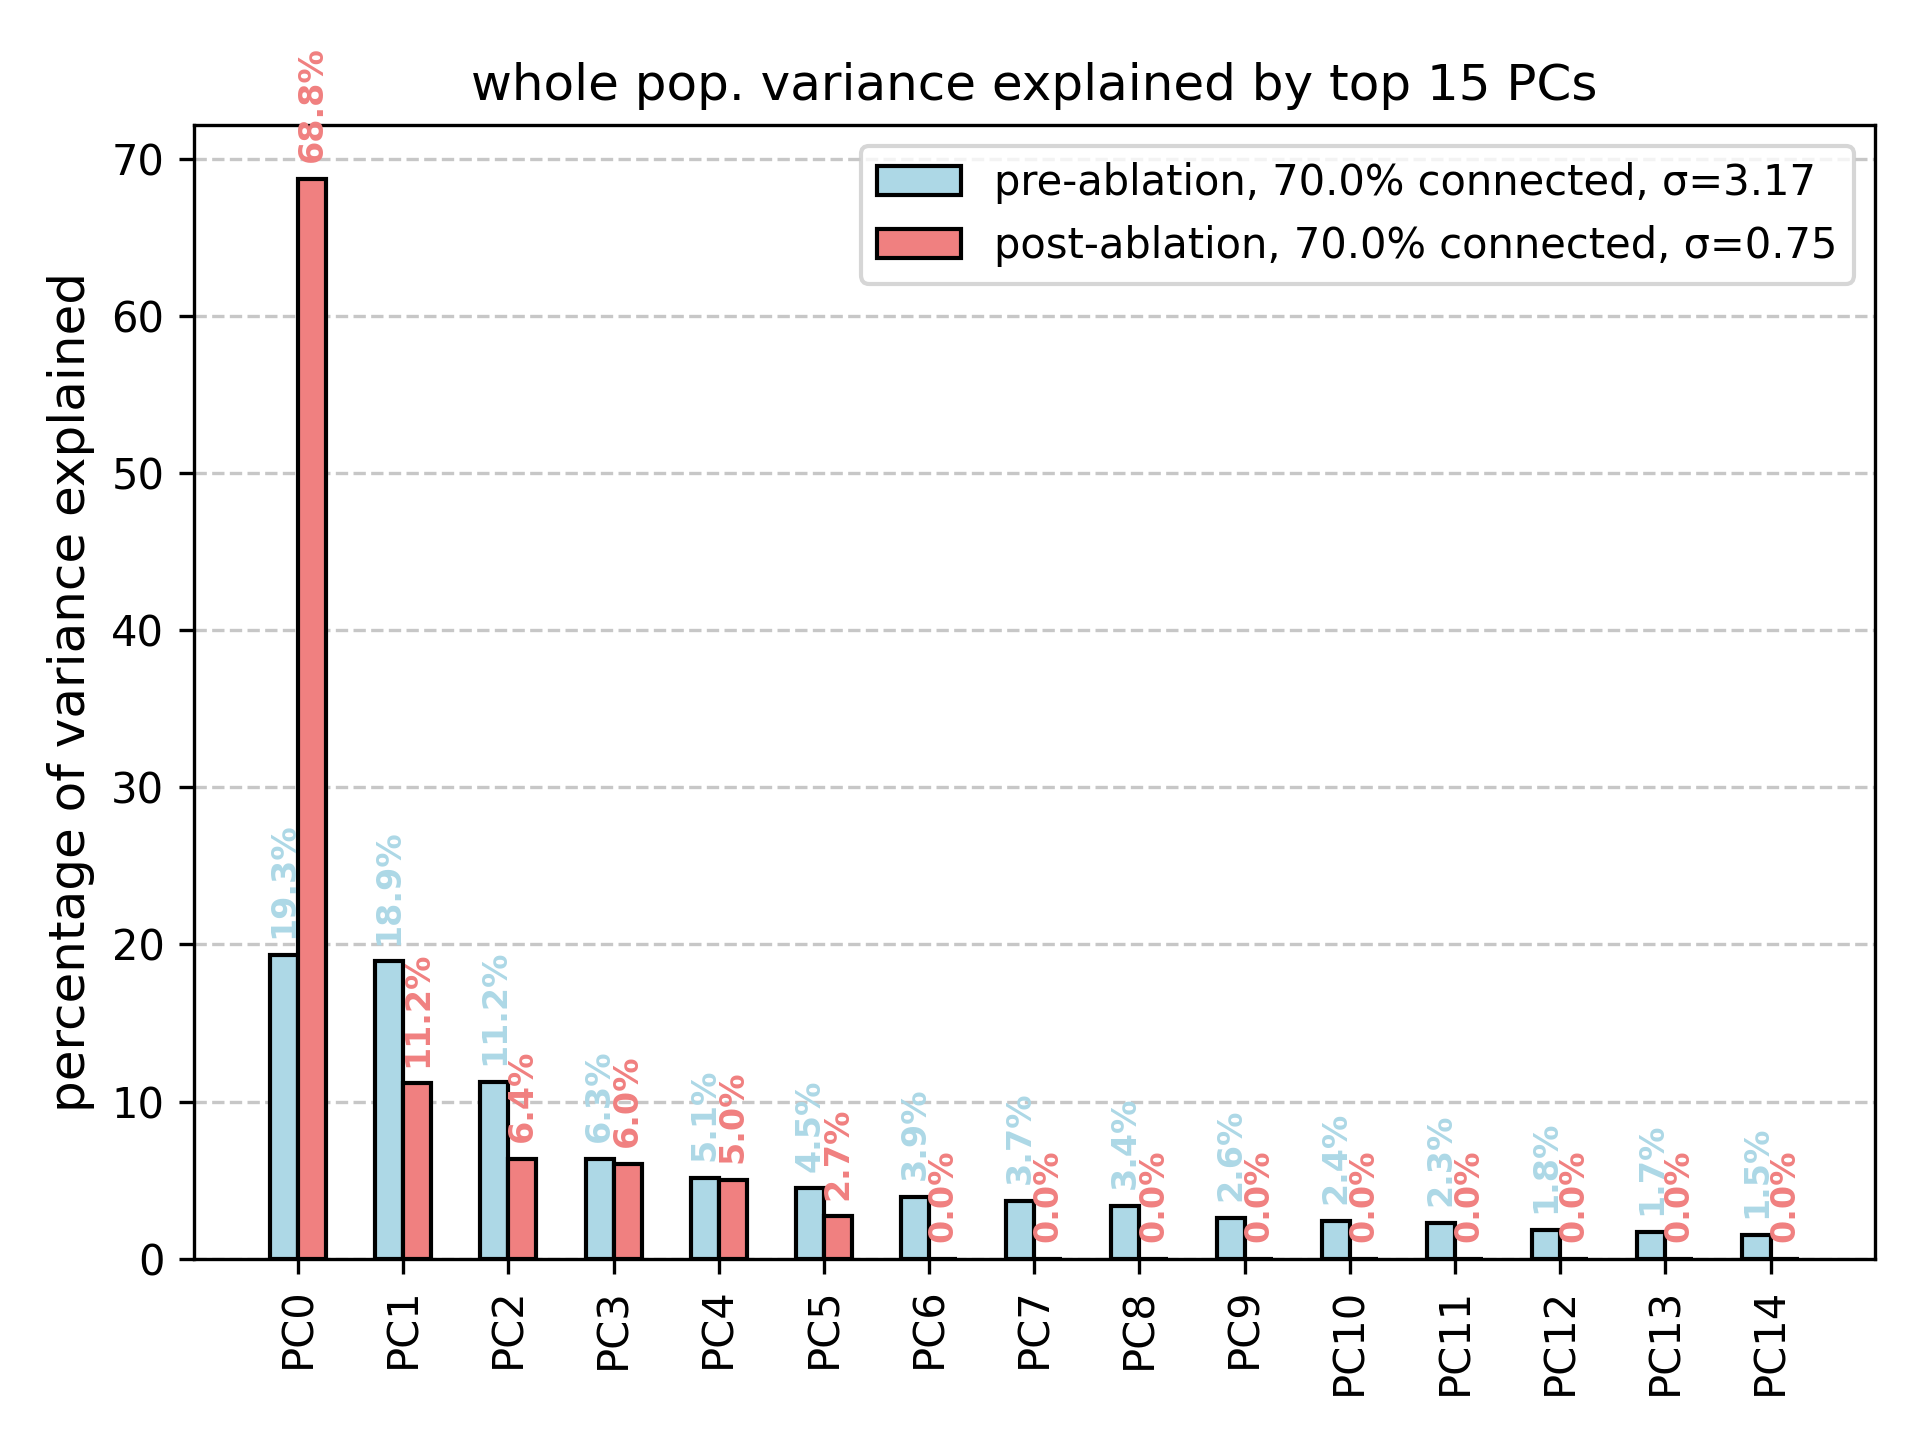 whole pop. variance explained by top 15 PCs
pre-ablation, 70.0% connected, σ=3.17
post-ablation, 70.0% connected, σ=0.75
percentage of variance explained
70
60
50
40
30
20
10
0
19.3%
68.8%
18.9%
11.2%
11.2%
6.4%
6.3%
6.0%
5.1%
5.0%
4.5%
2.7%
3.9%
0.0%
3.7%
0.0%
3.4%
0.0%
2.6%
0.0%
2.4%
0.0%
2.3%
0.0%
1.8%
0.0%
1.7%
0.0%
1.5%
0.0%
PC0
PC1
PC2
PC3
PC4
PC5
PC6
PC7
PC8
PC9
PC10
PC11
PC12
PC13
PC14